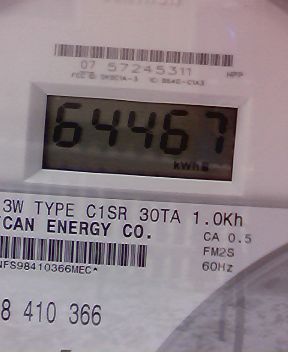 07 57245311 HPP
64467
kWh
3W TYPE C1SR 30TA 1.0Kh
CAN ENERGY CO.
CA 0.5
FM2S
60Hz
NFS98410366MEC*
8 410 366